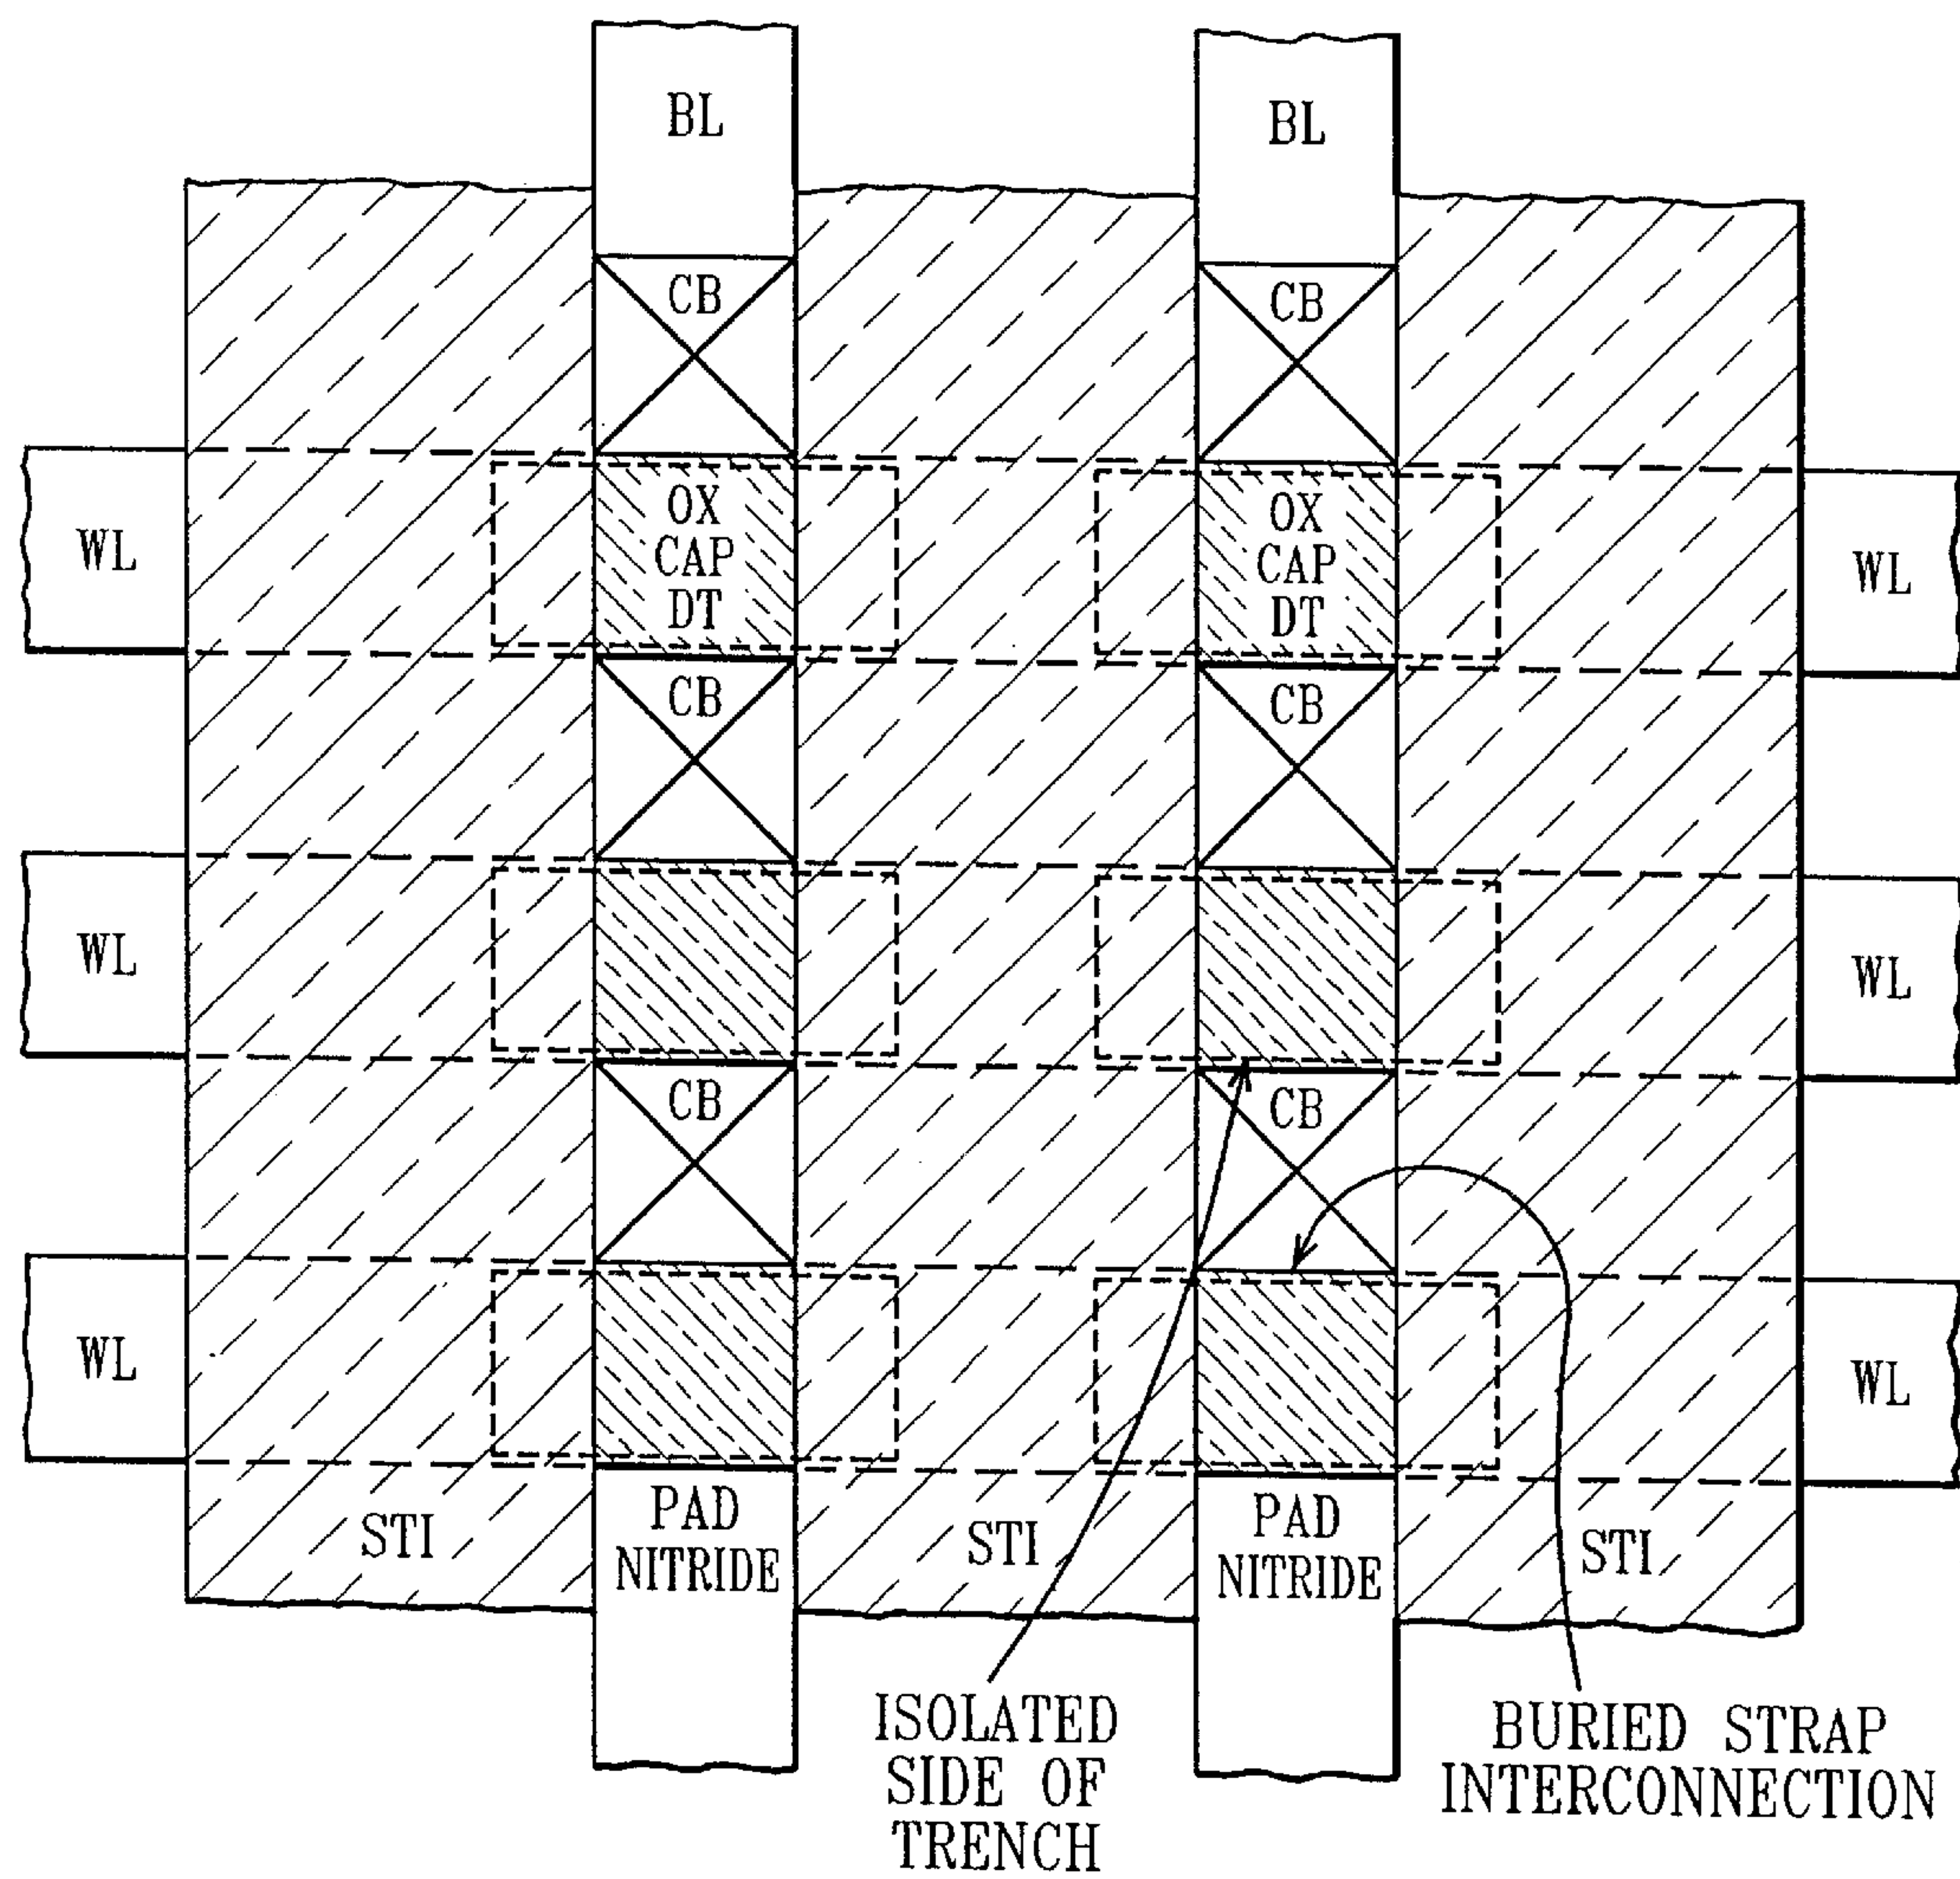 BL
BL
CB
CB
WL
OX
CAP
DT
OX
CAP
DT
WL
CB
CB
WL
WL
CB
CB
WL
WL
STI
PAD
NITRIDE
STI
PAD
NITRIDE
STI
ISOLATED
SIDE OF
TRENCH
BURIED STRAP
INTERCONNECTION